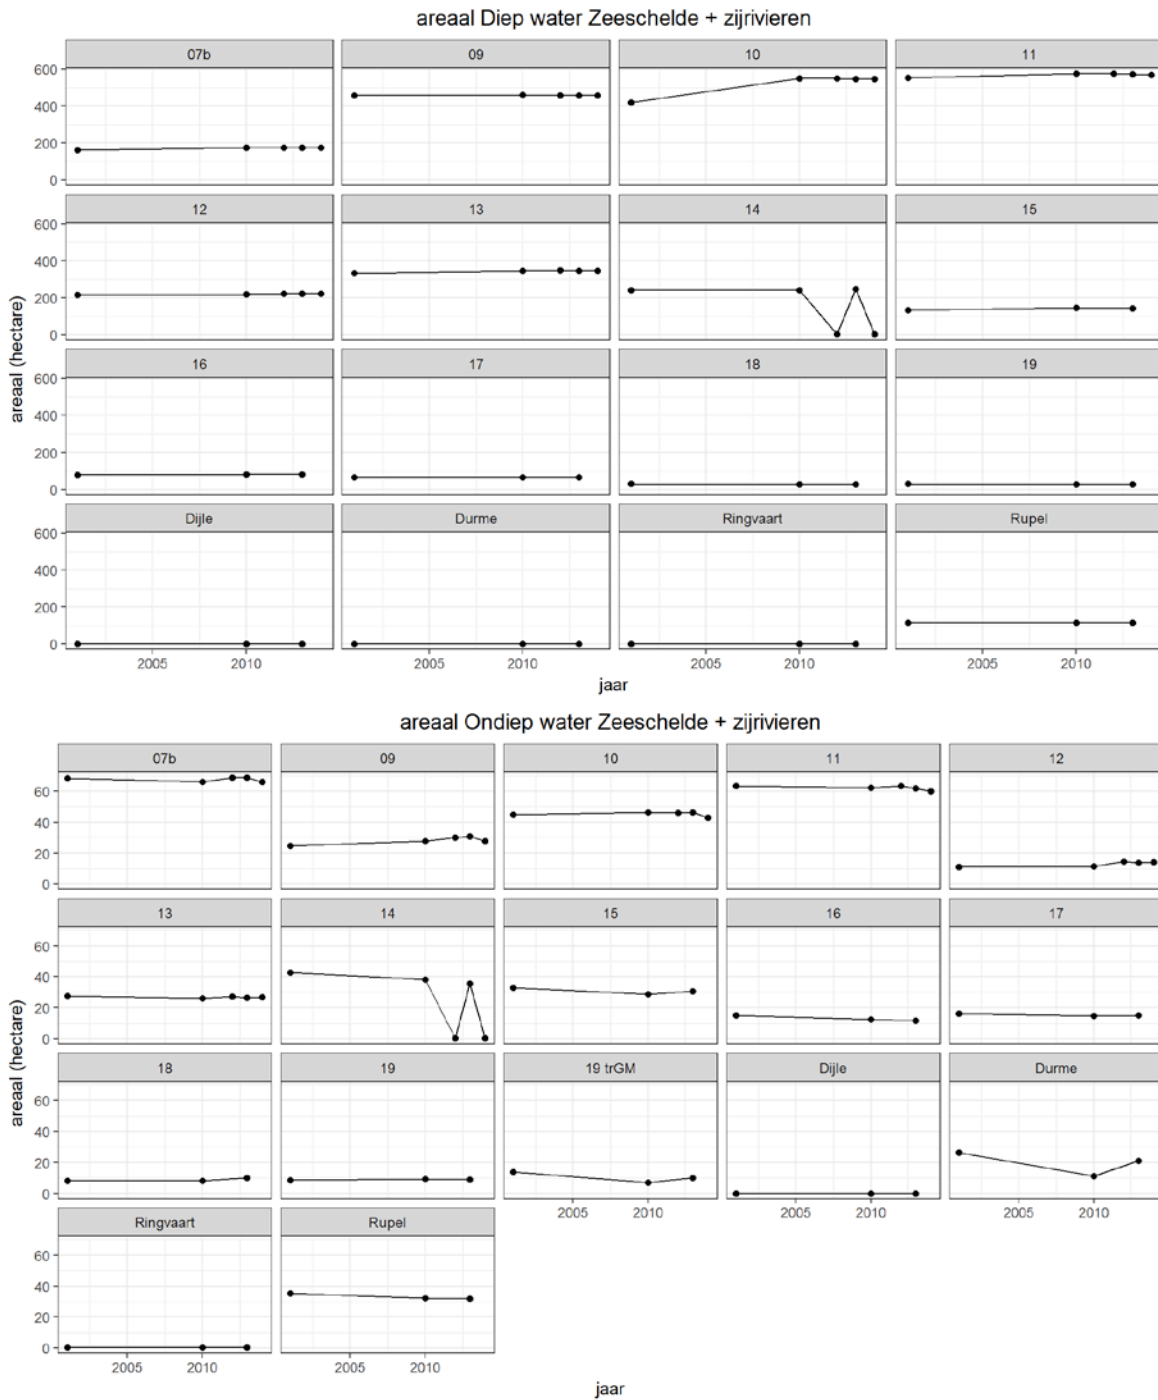 areaal Diep water Zeeschelde + zijrivieren
07b 09 10 11
600
400
200
0
12 13 14 15
600
400
200
0
areaal (hectare)
16 17 18 19
600
400
200
0
Dijle Durme Ringvaart Rupel
600
400
200
0
2005 2010 2005 2010 2005 2010 2005 2010
jaar
areaal Ondiep water Zeeschelde + zijrivieren
07b 09 10 11 12
60
40
20
0
13 14 15 16 17
60
40
20
0
areaal (hectare)
18 19 19 trGM Dijle Durme
60
40
20
0
2005 2010 2005 2010 2005 2010
Ringvaart Rupel
60
40
20
0
2005 2010 2005 2010
jaar